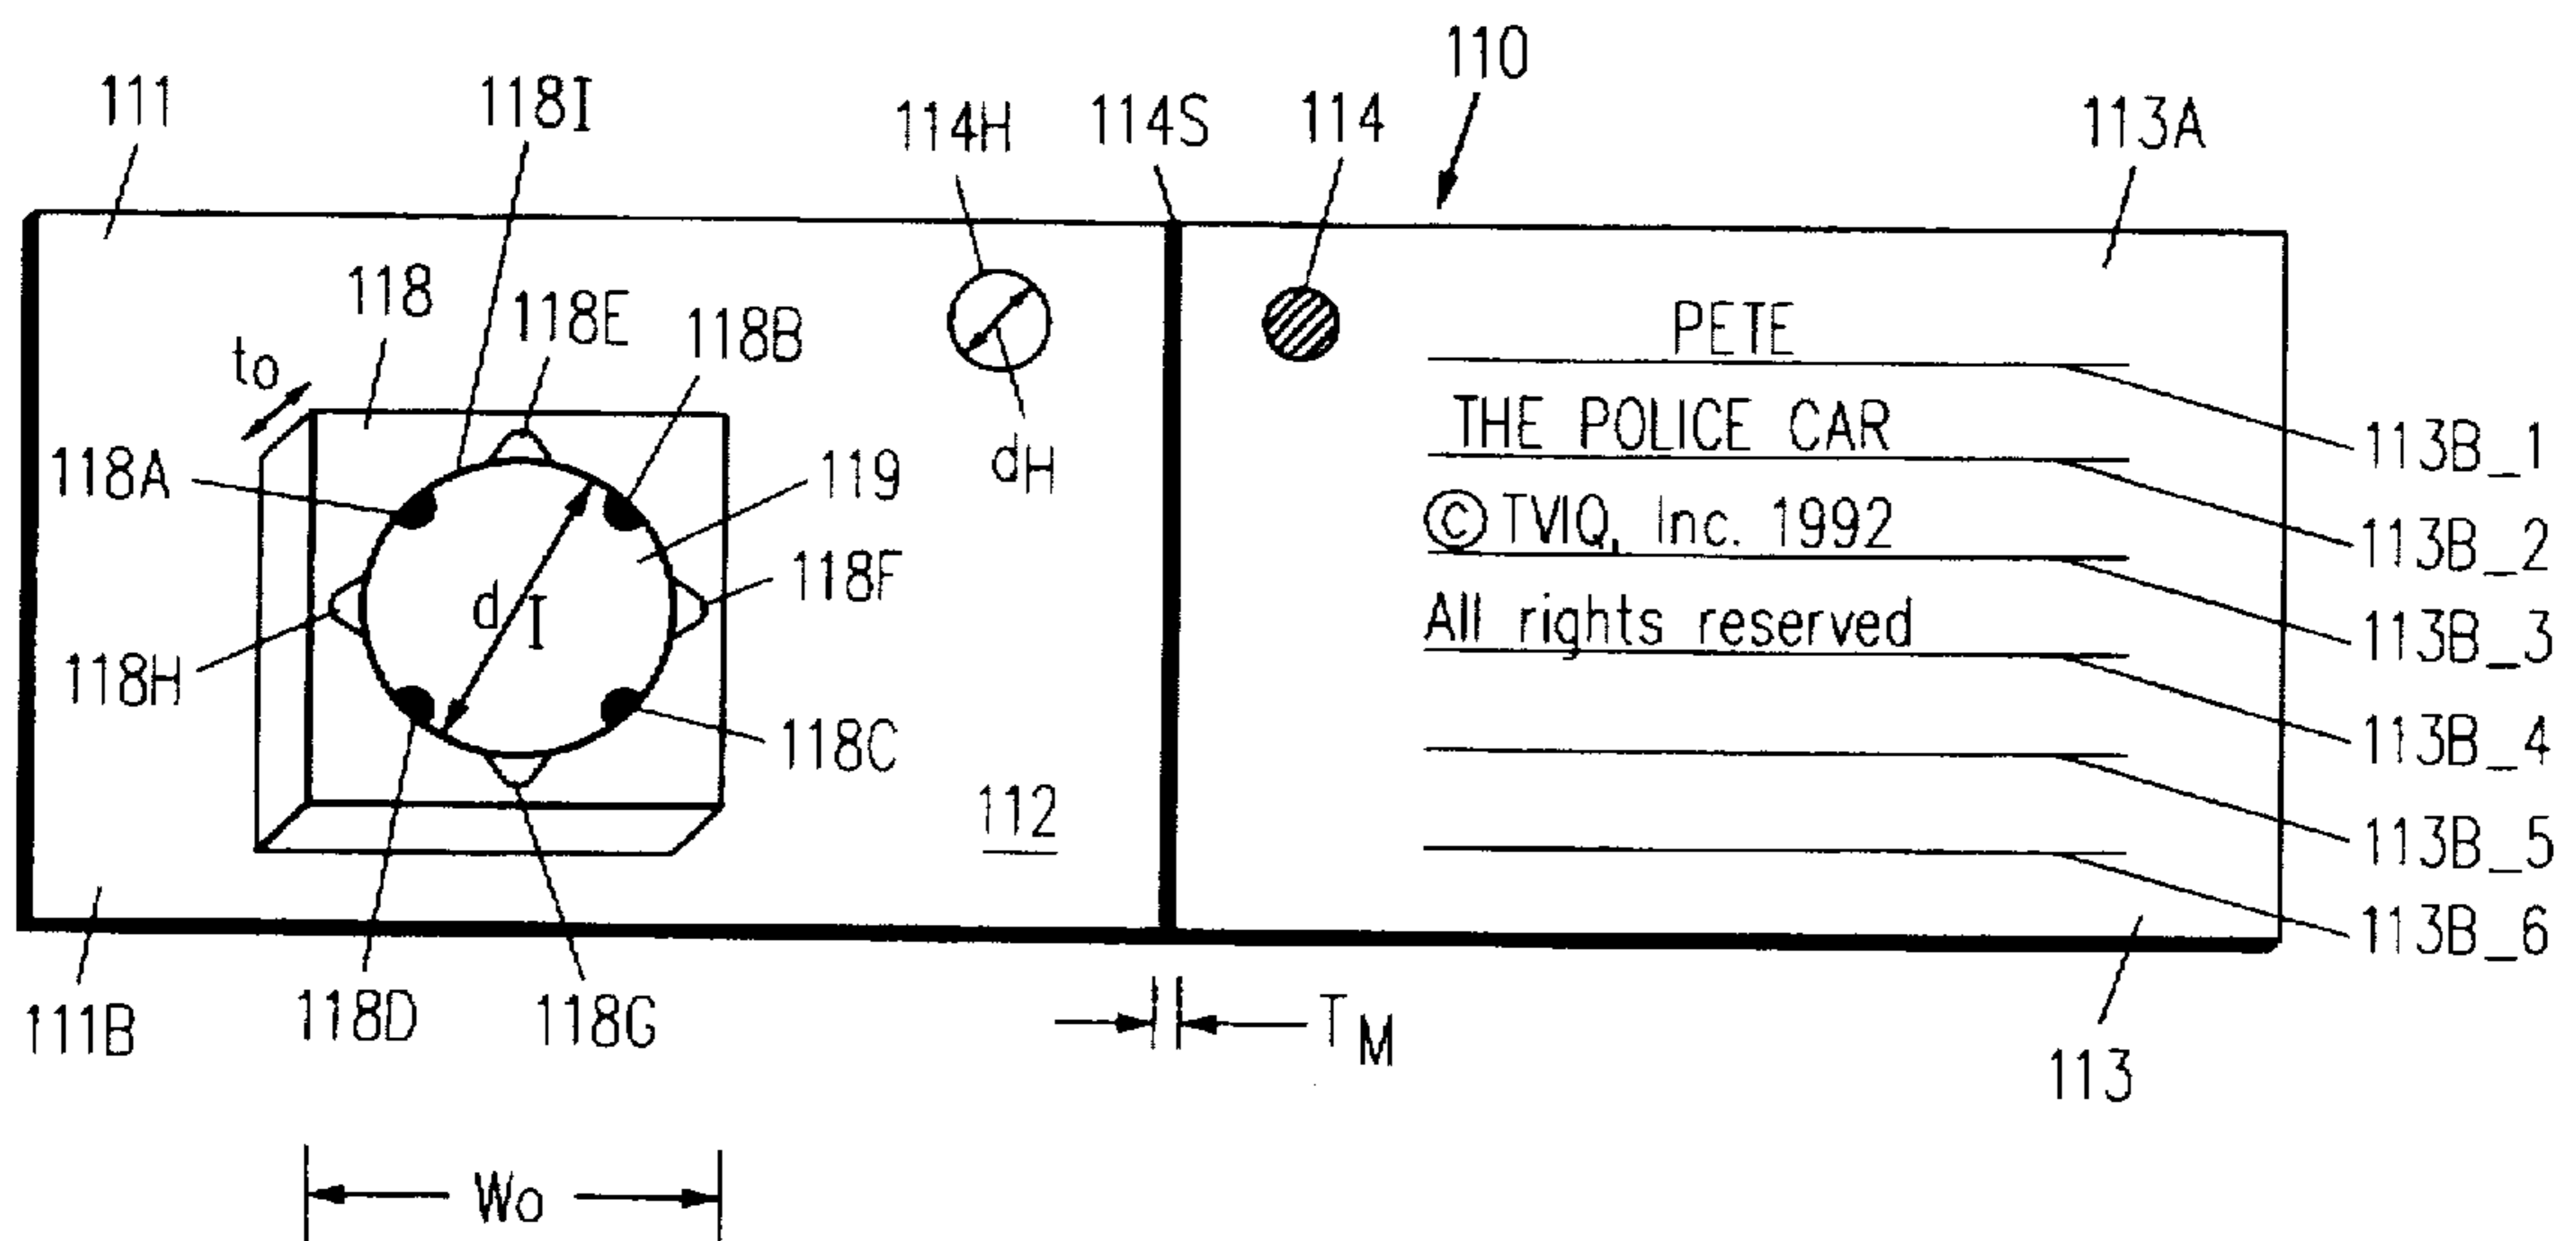 110
111
118I
114H
114S
114
113A
118
118E
118B
to
dH
PETE
THE POLICE CAR
© TVIQ, Inc. 1992
All rights reserved
113B_1
113B_2
113B_3
113B_4
113B_5
113B_6
118A
119
118F
dI
118H
118C
112
111B
118D
118G
TM
113
Wo